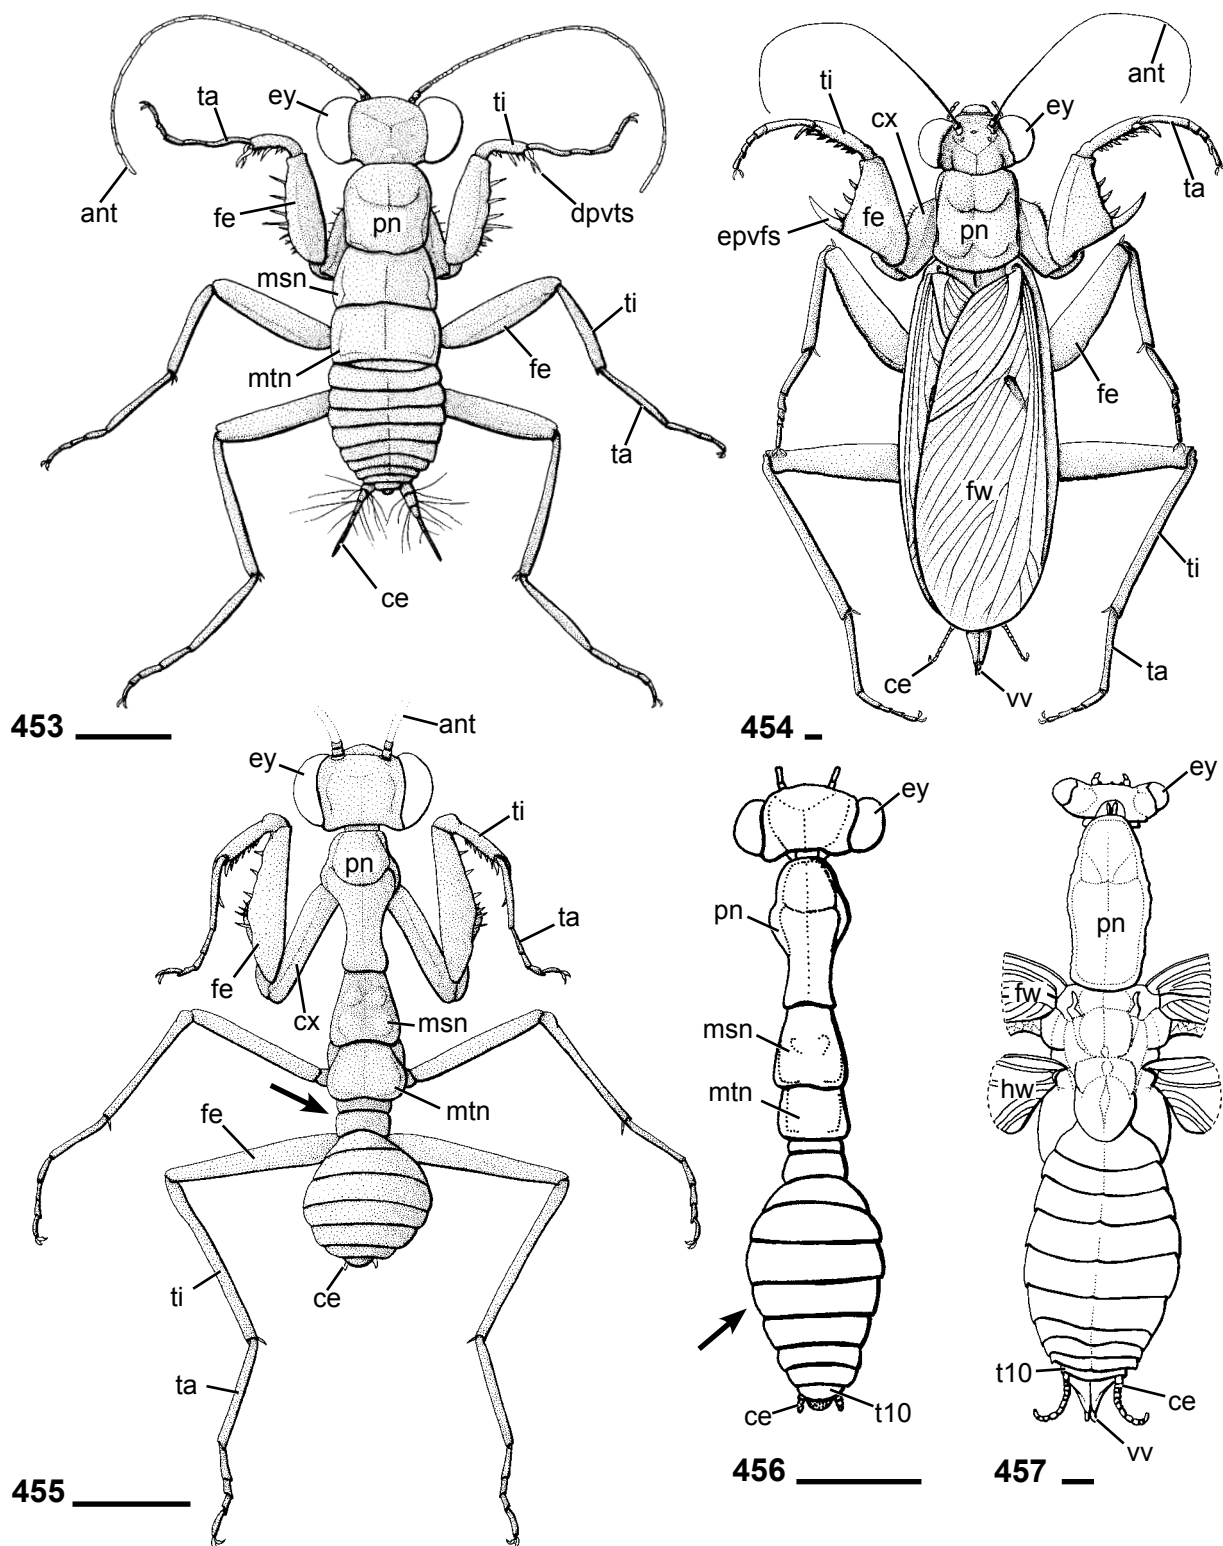 ant
ta
ey
ti
ant
fe
pn
dpvts
msn
mtn
fe
ti
ta
ce
453
ti
cx
ey
ant
ta
epvfs
fe
pn
fe
fw
ti
ce
vv
ta
454
ant
ey
pn
ti
ta
fe
cx
msn
mtn
fe
ti
ce
ta
455
ey
pn
msn
mtn
ce
t10
456
ey
pn
fw
hw
t10
ce
vv
457